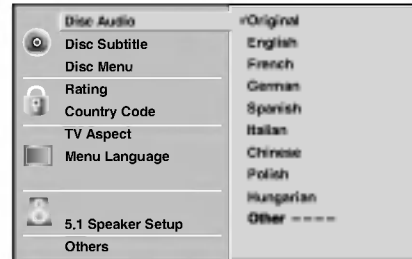 Disc Audio
Disc Subtitle
Disc Menu
Rating
Country Code
TV Aspect
Menu Language
5.1 Speaker Setup
Others
✓Original
English
French
German
Spanish
Italian
Chinese
Polish
Hungarian
Other – – – –